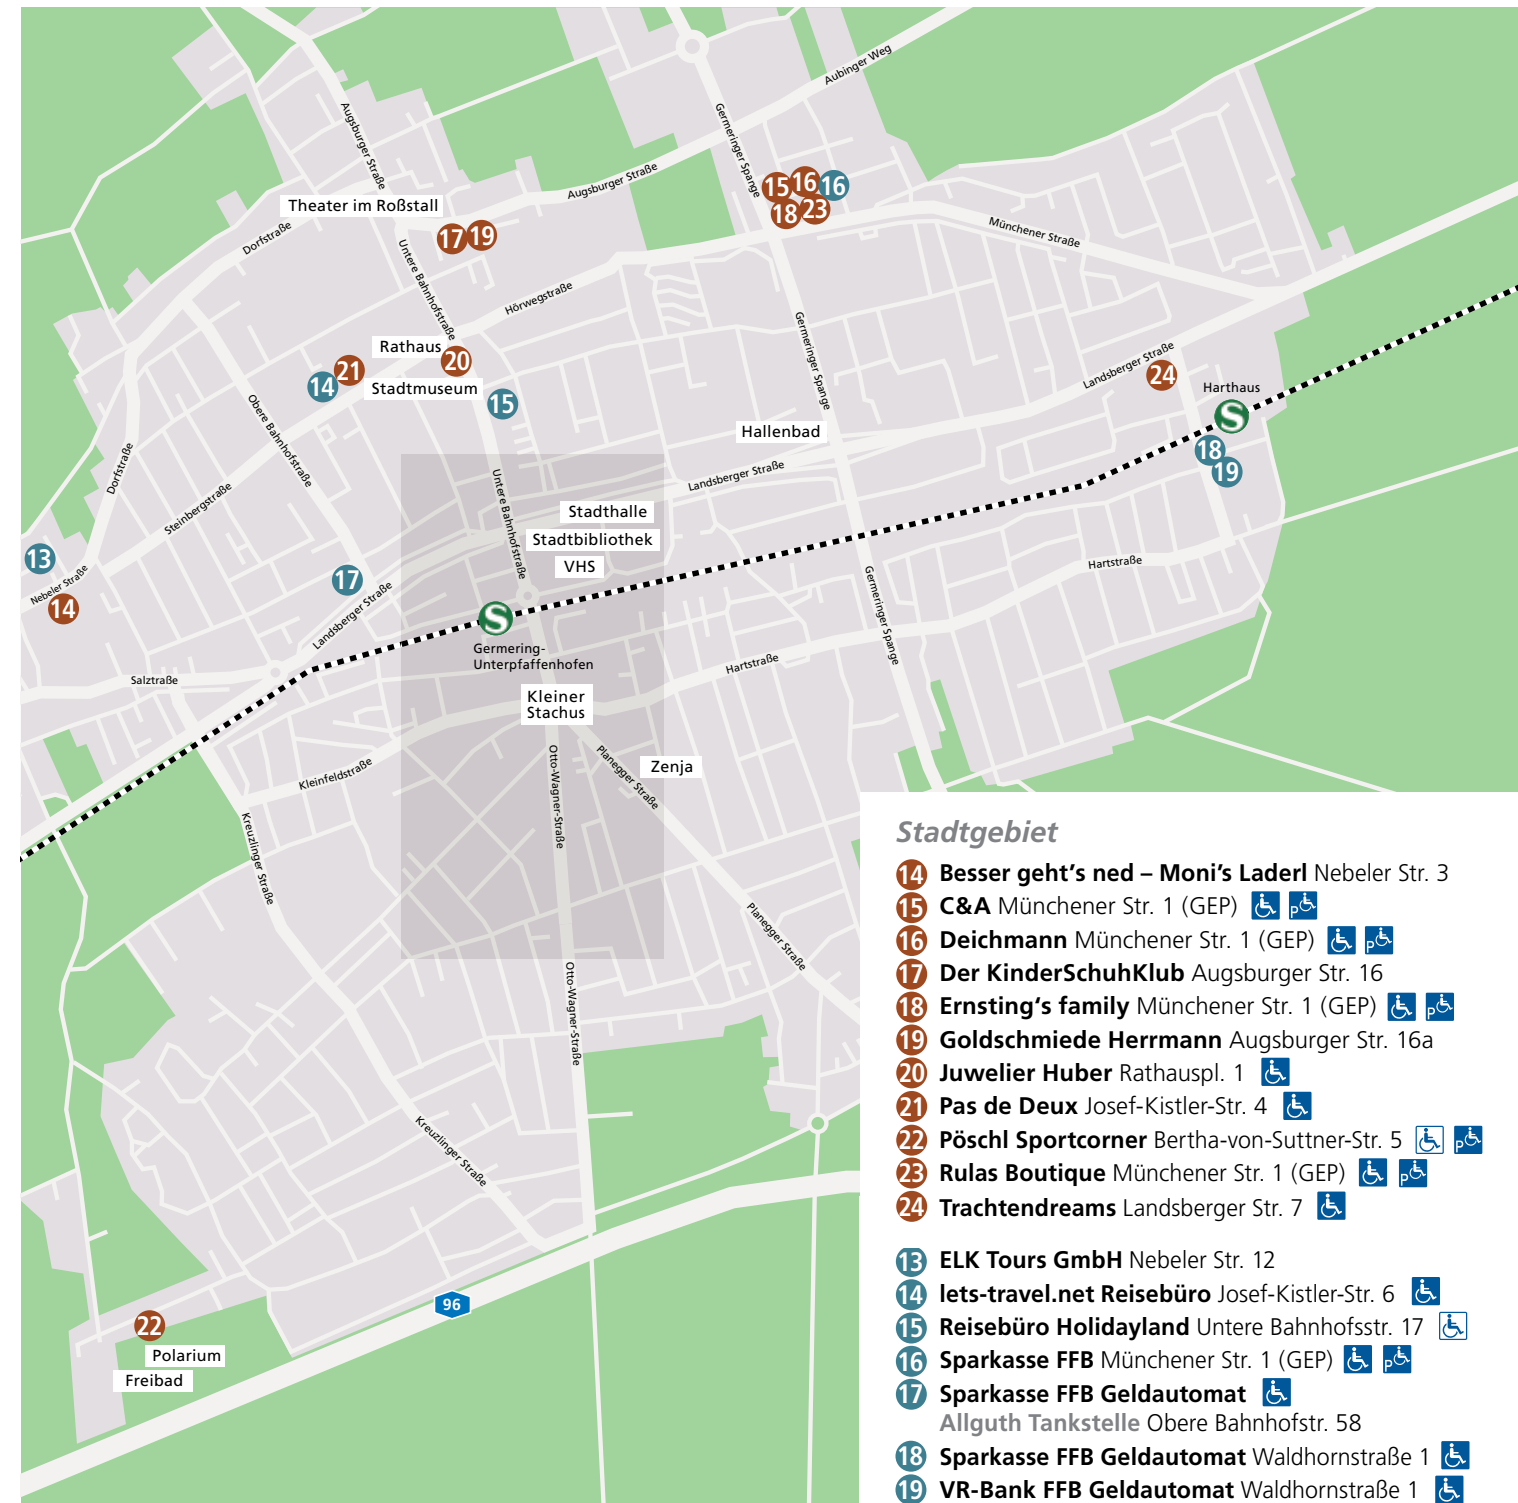 Aubinger Weg
Germeringer Spange
Augsburger Straße
Augsburger Straße
15
16
16
18
23
Theater im Roßstall
17
19
Dorfstraße
Untere Bahnhofstraße
Münchener Straße
Hörwegstraße
Germeringer Spange
Rathaus
20
21
14
Stadtmuseum
15
Landsberger Straße
24
Harthaus
S
18
19
Obere Bahnhofstraße
Hallenbad
Dorfstraße
Steinbergstraße
Untere Bahnhofstraße
Landsberger Straße
Stadthalle
Stadtbibliothek
VHS
13
Nebeler Straße
14
17
Landsberger Straße
S
Germering-
Unterpfaffenhofen
Hartstraße
Germeringer Spange
Hartstraße
Salztraße
Kleiner
Stachus
Zenja
Kleinfeldstraße
Otto-Wagner-Straße
Planegger Straße
Kreuzlinger Straße
Planegger Straße
Otto-Wagner-Straße
Kreuzlinger Straße
96
22
Polarium
Freibad
Stadtgebiet
14 Besser geht's ned – Moni's Laderl Nebeler Str. 3
15 C&A Münchener Str. 1 (GEP) P
16 Deichmann Münchener Str. 1 (GEP) P
17 Der KinderSchuhKlub Augsburger Str. 16
18 Ernsting's family Münchener Str. 1 (GEP) P
19 Goldschmiede Herrmann Augsburger Str. 16a
20 Juwelier Huber Rathauspl. 1
21 Pas de Deux Josef-Kistler-Str. 4
22 Pöschl Sportcorner Bertha-von-Suttner-Str. 5 P
23 Rulas Boutique Münchener Str. 1 (GEP) P
24 Trachtendreams Landsberger Str. 7
13 ELK Tours GmbH Nebeler Str. 12
14 lets-travel.net Reisebüro Josef-Kistler-Str. 6
15 Reisebüro Holidayland Untere Bahnhofsstr. 17
16 Sparkasse FFB Münchener Str. 1 (GEP) P
17 Sparkasse FFB Geldautomat
Allguth Tankstelle Obere Bahnhofstr. 58
18 Sparkasse FFB Geldautomat Waldhornstraße 1
19 VR-Bank FFB Geldautomat Waldhornstraße 1